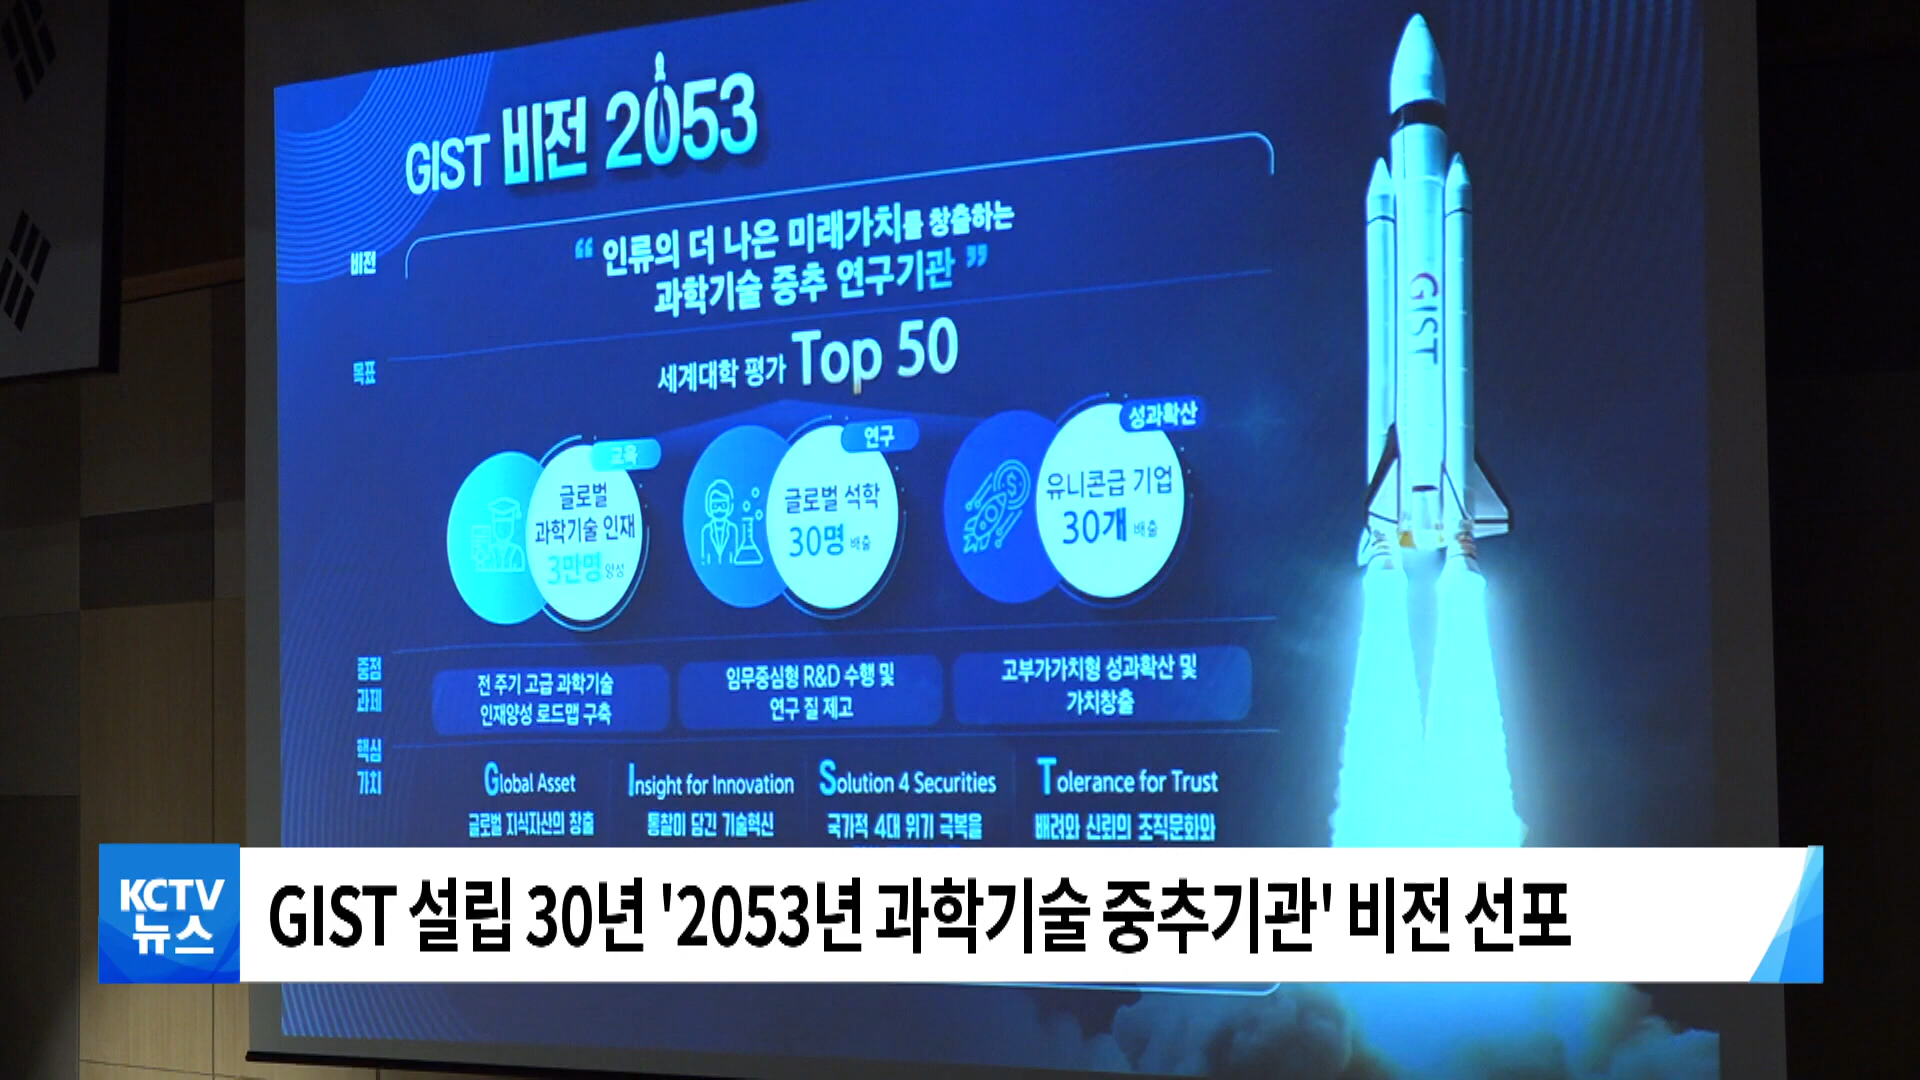 GIST 비전 2053
비전
“ 인류의 더 나은 미래가치를 창출하는
과학기술 중추 연구기관 ”
목표
세계대학 평가 Top 50
교육
글로벌
과학기술 인재
3만명 양성
연구
글로벌 석학
30명 배출
성과확산
유니콘급 기업
30개 배출
GIST
중점
과제
전 주기 고급 과학기술
인재양성 로드맵 구축
임무중심형 R&D 수행 및
연구 질 제고
고부가가치형 성과확산 및
가치창출
핵심
가치
Global Asset
글로벌 지식자산의 창출
Insight for Innovation
통찰이 담긴 기술혁신
Solution 4 Securities
국가적 4대 위기 극복을
Tolerance for Trust
배려와 신뢰의 조직문화와
KCTV
뉴스
GIST 설립 30년 '2053년 과학기술 중추기관' 비전 선포